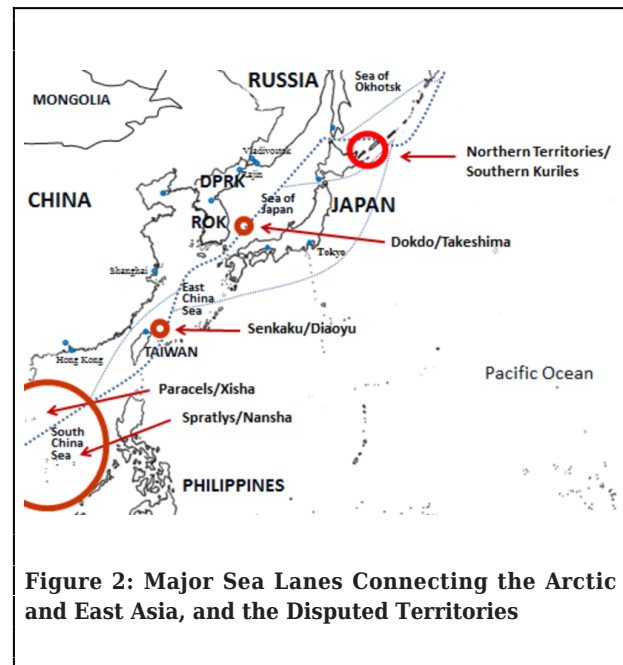 RUSSIA
Sea of
Okhotsk
MONGOLIA
Vladivostok
Rajin
Northern Territories/
Southern Kuriles
DPRK
CHINA
Sea of
Japan
JAPAN
ROK
Dokdo/Takeshima
Tokyo
Shanghai
East
China
Sea
Senkaku/Diaoyu
TAIWAN
Hong Kong
Pacific Ocean
Paracels/Xisha
Spratlys/Nansha
South
China
Sea
PHILIPPINES
Figure 2: Major Sea Lanes Connecting the Arctic
and East Asia, and the Disputed Territories